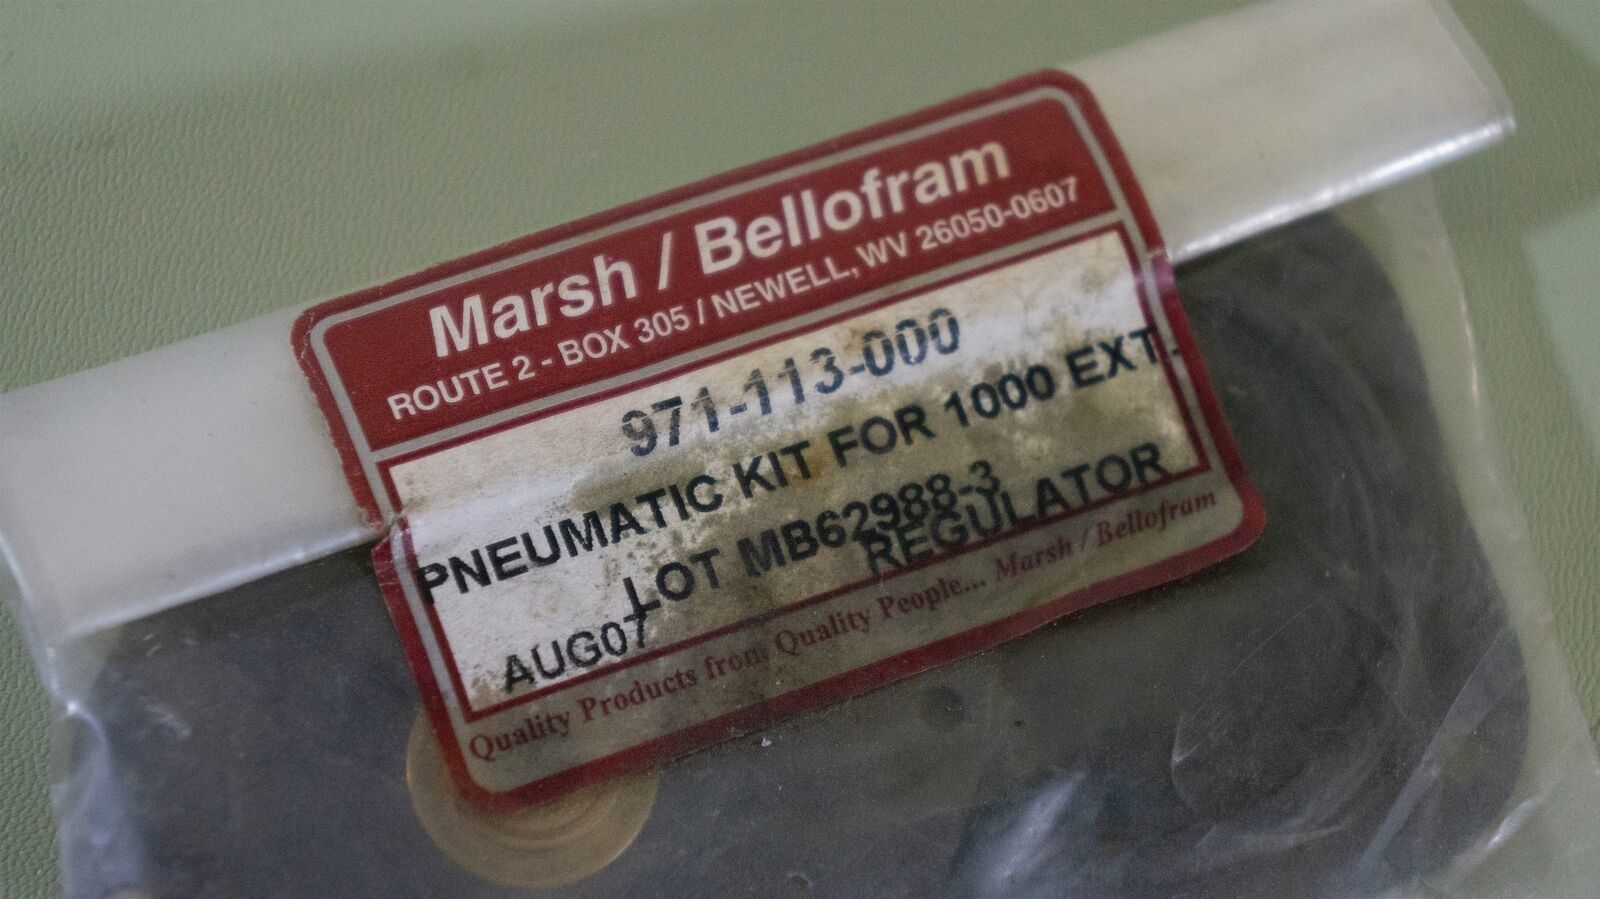 Marsh / Bellofram
ROUTE 2 - BOX 305 / NEWELL, WV 26050-0607
971-113-000
PNEUMATIC KIT FOR 1000 EXT.
LOT MB62988-3
REGULATOR
AUG07
Quality Products from Quality People... Marsh / Bellofram